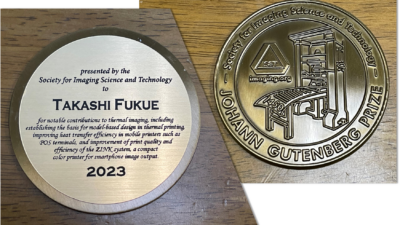 presented by the
Society for Imaging Science and Technology
to
TAKASHI FUKUE
for notable contributions to thermal imaging, including
establishing the basis for model-based design in thermal printing,
improving heat transfer efficiency in mobile printers such as
POS terminals, and improvement of print quality and
efficiency of the ZINK system, a compact
color printer for smartphone image output.
2023
Society for Imaging Science and Technology
IS&T
JOHANN GUTENBERG PRIZE